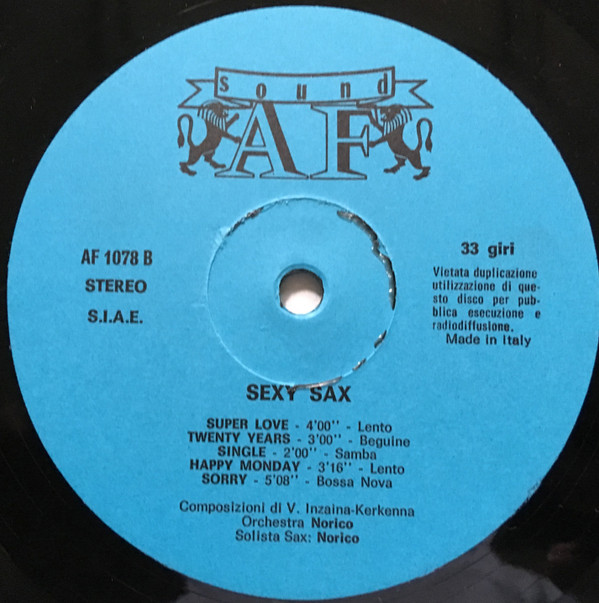 Sound
AF
AF 1078 B
STEREO
S.I.A.E.
33 giri
Vietata duplicazione
utilizzazione di que-
sto disco per pub-
blica esecuzione e
radiodiffusione.
Made in Italy
SEXY SAX
SUPER LOVE - 4'00'' - Lento
TWENTY YEARS - 3'00'' - Beguine
SINGLE - 2'00'' - Samba
HAPPY MONDAY - 3'16'' - Lento
SORRY - 5'08'' - Bossa Nova
Composizioni di V. Inzaina-Kerkenna
Orchestra Norico
Solista Sax: Norico